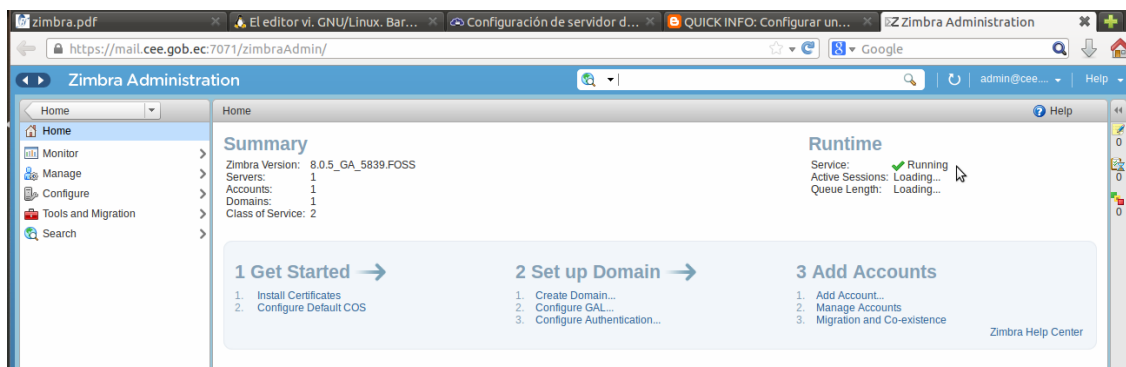 zimbra.pdf
El editor vi. GNU/Linux. Bar...
Configuración de servidor d...
QUICK INFO: Configurar un...
Zimbra Administration
https://mail.cee.gob.ec:7071/zimbraAdmin/
Google
Zimbra Administration
admin@cee....
Help
Home
Home
Help
Home
Monitor
Manage
Configure
Tools and Migration
Search
Summary
Zimbra Version: 8.0.5_GA_5839.FOSS
Servers: 1
Accounts: 1
Domains: 1
Class of Service: 2
Runtime
Service: Running
Active Sessions: Loading...
Queue Length: Loading...
0
0
0
1 Get Started
1. Install Certificates
2. Configure Default COS
2 Set up Domain
1. Create Domain...
2. Configure GAL...
3. Configure Authentication...
3 Add Accounts
1. Add Account...
2. Manage Accounts
3. Migration and Co-existence
Zimbra Help Center